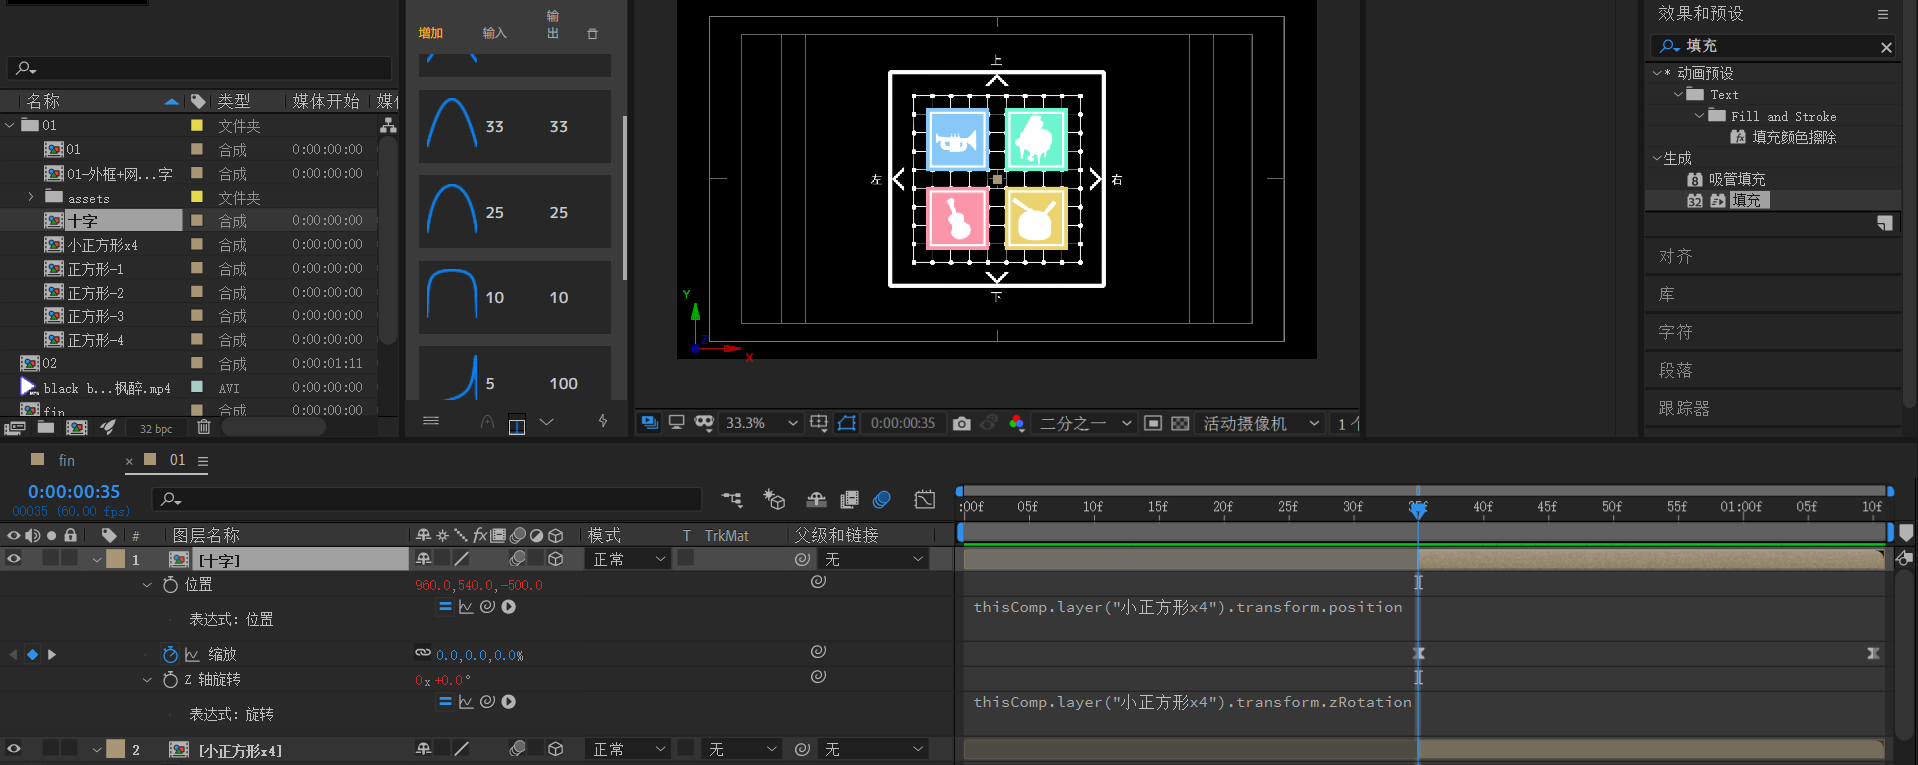 增加
输入
输出
33 33
25 25
10 10
5 100
名称 类型 媒体开始
01 文件夹
01 合成 0:00:00:00
01-外框+网...字 合成 0:00:00:00
assets 文件夹
十字 合成 0:00:00:00
小正方形x4 合成 0:00:00:00
正方形-1 合成 0:00:00:00
正方形-2 合成 0:00:00:00
正方形-3 合成 0:00:00:00
正方形-4 合成 0:00:00:00
02 合成 0:00:01:11
black b...枫醉.mp4 AVI
fin 合成 0:00:00:00
32 bpc
上
左
右
下
Y
Z
X
33.3%
0:00:00:35
二分之一
活动摄像机
1 个
效果和预设
填充
* 动画预设
Text
Fill and Stroke
填充颜色擦除
生成
吸管填充
填充
对齐
库
字符
段落
跟踪器
fin
01
0:00:00:35
00035 (60.00 fps)
:00f 05f 10f 15f 20f 25f 30f 35f 40f 45f 50f 55f 01:00f 05f 10f
# 图层名称 模式 T TrkMat 父级和链接
1 [十字] 正常 无
位置 960.0,540.0,-500.0
表达式: 位置 thisComp.layer("小正方形x4").transform.position
缩放 0.0,0.0,0.0%
Z 轴旋转 0x+0.0°
表达式: 旋转 thisComp.layer("小正方形x4").transform.zRotation
2 [小正方形x4] 正常 无 无